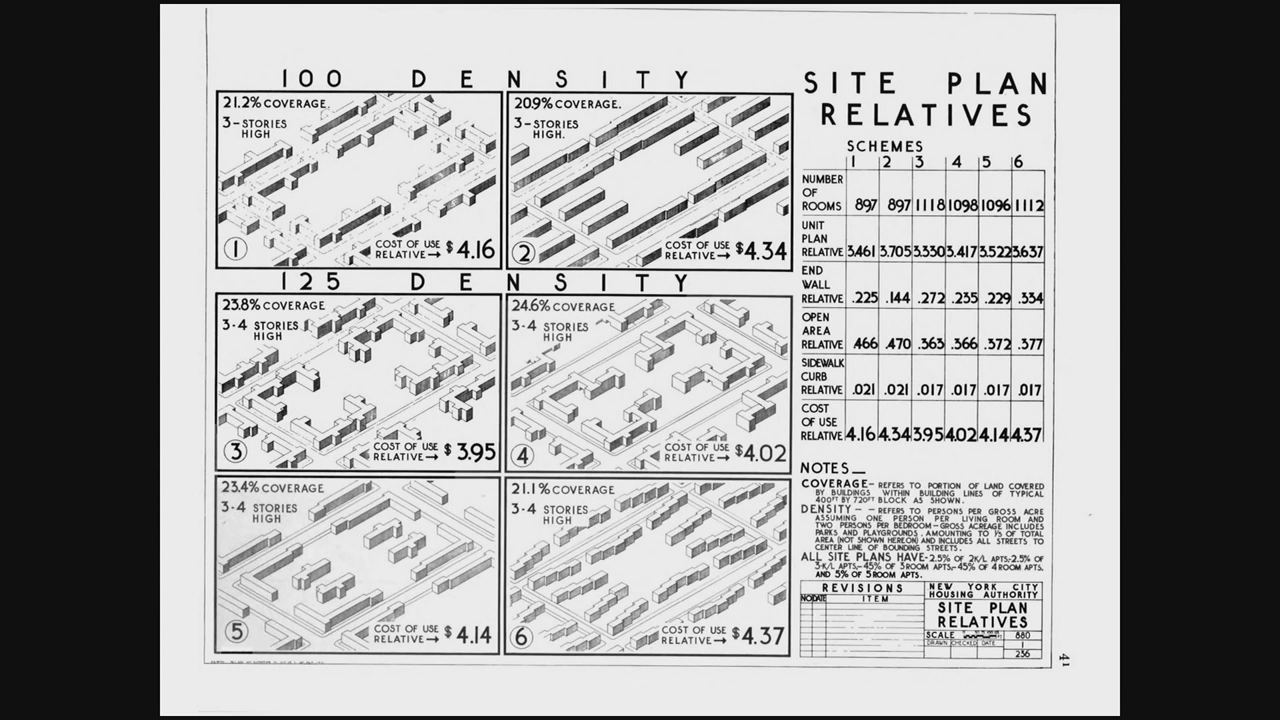 100 DENSITY
21.2% COVERAGE.
3-STORIES
HIGH
1
COST OF USE
RELATIVE→ $4.16
20.9% COVERAGE.
3-STORIES
HIGH.
2
COST OF USE
RELATIVE→ $4.34
125 DENSITY
23.8% COVERAGE
3-4 STORIES
HIGH
3
COST OF USE
RELATIVE→ $3.95
24.6% COVERAGE
3-4 STORIES
HIGH
4
COST OF USE
RELATIVE→ $4.02
23.4% COVERAGE
3-4 STORIES
HIGH
5
COST OF USE
RELATIVE→ $4.14
21.1% COVERAGE
3-4 STORIES
HIGH
6
COST OF USE
RELATIVE→ $4.37
SITE PLAN
RELATIVES
SCHEMES
1 2 3 4 5 6
NUMBER
OF
ROOMS 897 897 1118 1098 1096 1112
UNIT
PLAN
RELATIVE 3.461 3.705 3.330 3.417 3.522 3.637
END
WALL
RELATIVE .225 .144 .272 .235 .229 .334
OPEN
AREA
RELATIVE .466 .470 .363 .366 .372 .377
SIDEWALK
CURB
RELATIVE .021 .021 .017 .017 .017 .017
COST
OF USE
RELATIVE 4.16 4.34 3.95 4.02 4.14 4.37
NOTES—
COVERAGE- REFERS TO PORTION OF LAND COVERED
BY BUILDINGS WITHIN BUILDING LINES OF TYPICAL
400FT BY 720FT BLOCK AS SHOWN.
DENSITY - - REFERS TO PERSONS PER GROSS ACRE
ASSUMING ONE PERSON PER LIVING ROOM AND
TWO PERSONS PER BEDROOM-GROSS ACREAGE INCLUDES
PARKS AND PLAYGROUNDS, AMOUNTING TO 1/5 OF TOTAL
AREA (NOT SHOWN HEREON) AND INCLUDES ALL STREETS TO
CENTER LINE OF BOUNDING STREETS.
ALL SITE PLANS HAVE-2.5% OF 2K/L APTS-2.5% OF
3-K/L APTS,-45% OF 3 ROOM APTS,-45% OF 4 ROOM APTS,
AND 5% OF 5 ROOM APTS.
REVISIONS
NO DATE ITEM
NEW YORK CITY
HOUSING AUTHORITY
SITE PLAN
RELATIVES
SCALE 880
DRAWN CHECKED DATE 1
236
41